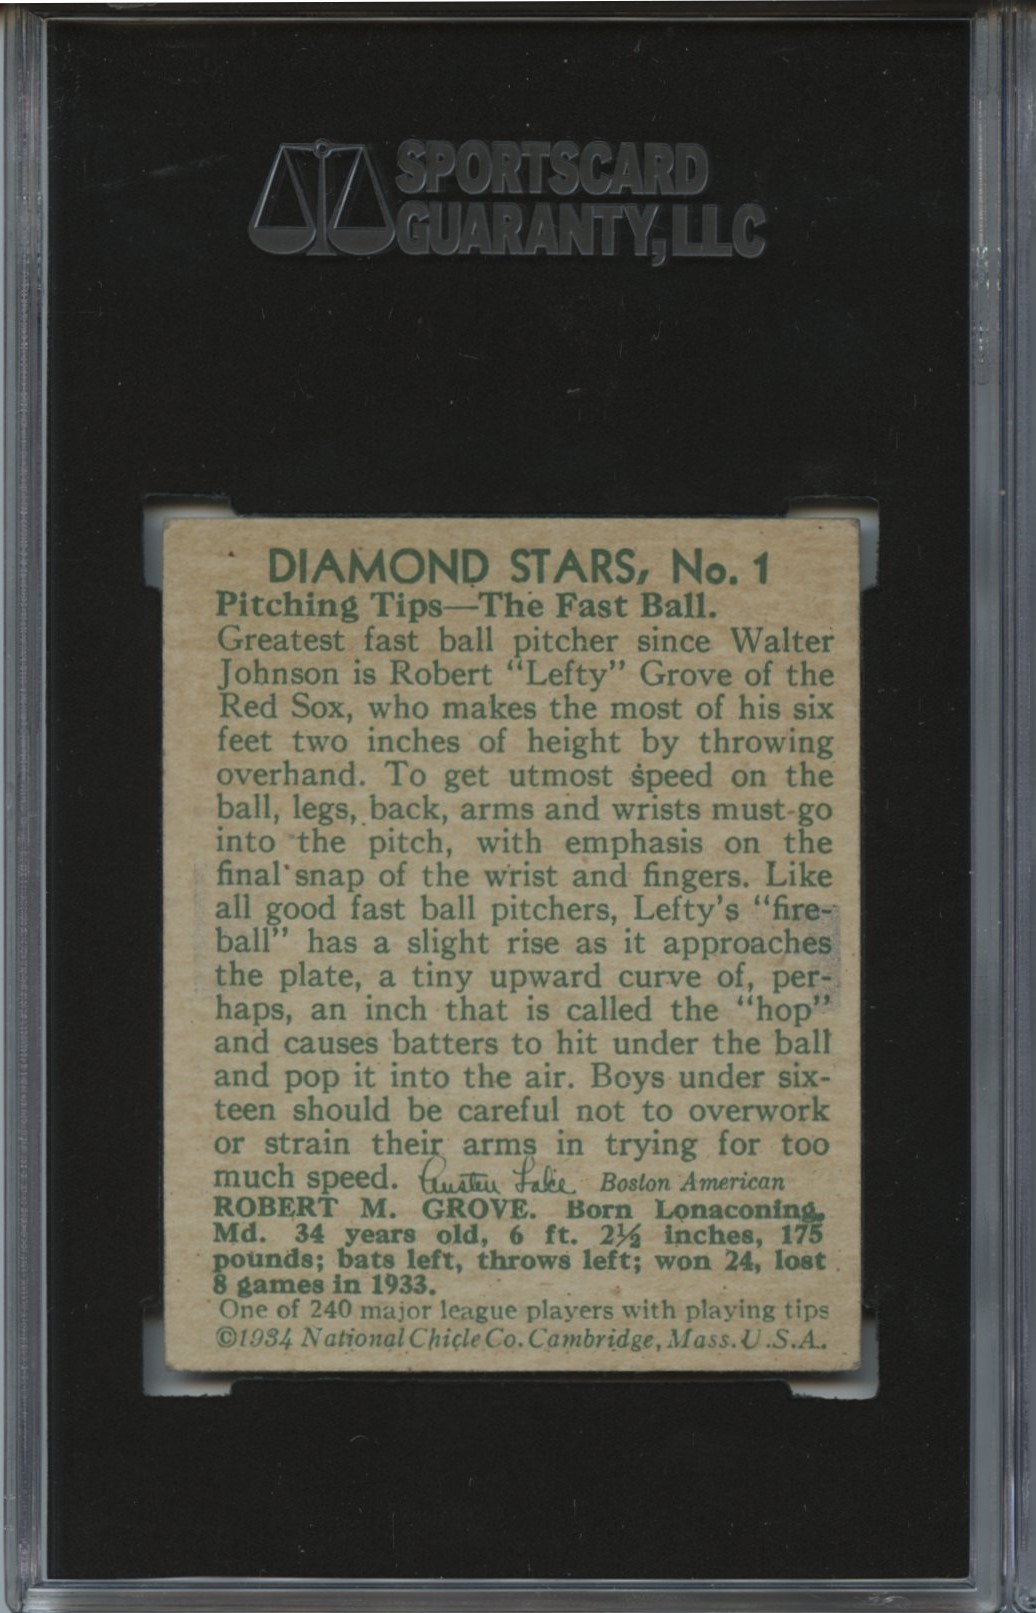 SPORTSCARD
GUARANTY, LLC
DIAMOND STARS, No. 1
Pitching Tips—The Fast Ball.
Greatest fast ball pitcher since Walter
Johnson is Robert "Lefty" Grove of the
Red Sox, who makes the most of his six
feet two inches of height by throwing
overhand. To get utmost speed on the
ball, legs, back, arms and wrists must go
into the pitch, with emphasis on the
final snap of the wrist and fingers. Like
all good fast ball pitchers, Lefty's "fire-
ball" has a slight rise as it approaches
the plate, a tiny upward curve of, per-
haps, an inch that is called the "hop"
and causes batters to hit under the ball
and pop it into the air. Boys under six-
teen should be careful not to overwork
or strain their arms in trying for too
much speed. Austen Lake Boston American
ROBERT M. GROVE. Born Lonaconing,
Md. 34 years old, 6 ft. 2½ inches, 175
pounds; bats left, throws left; won 24, lost
8 games in 1933.
One of 240 major league players with playing tips
©1934 National Chicle Co. Cambridge, Mass. U.S.A.